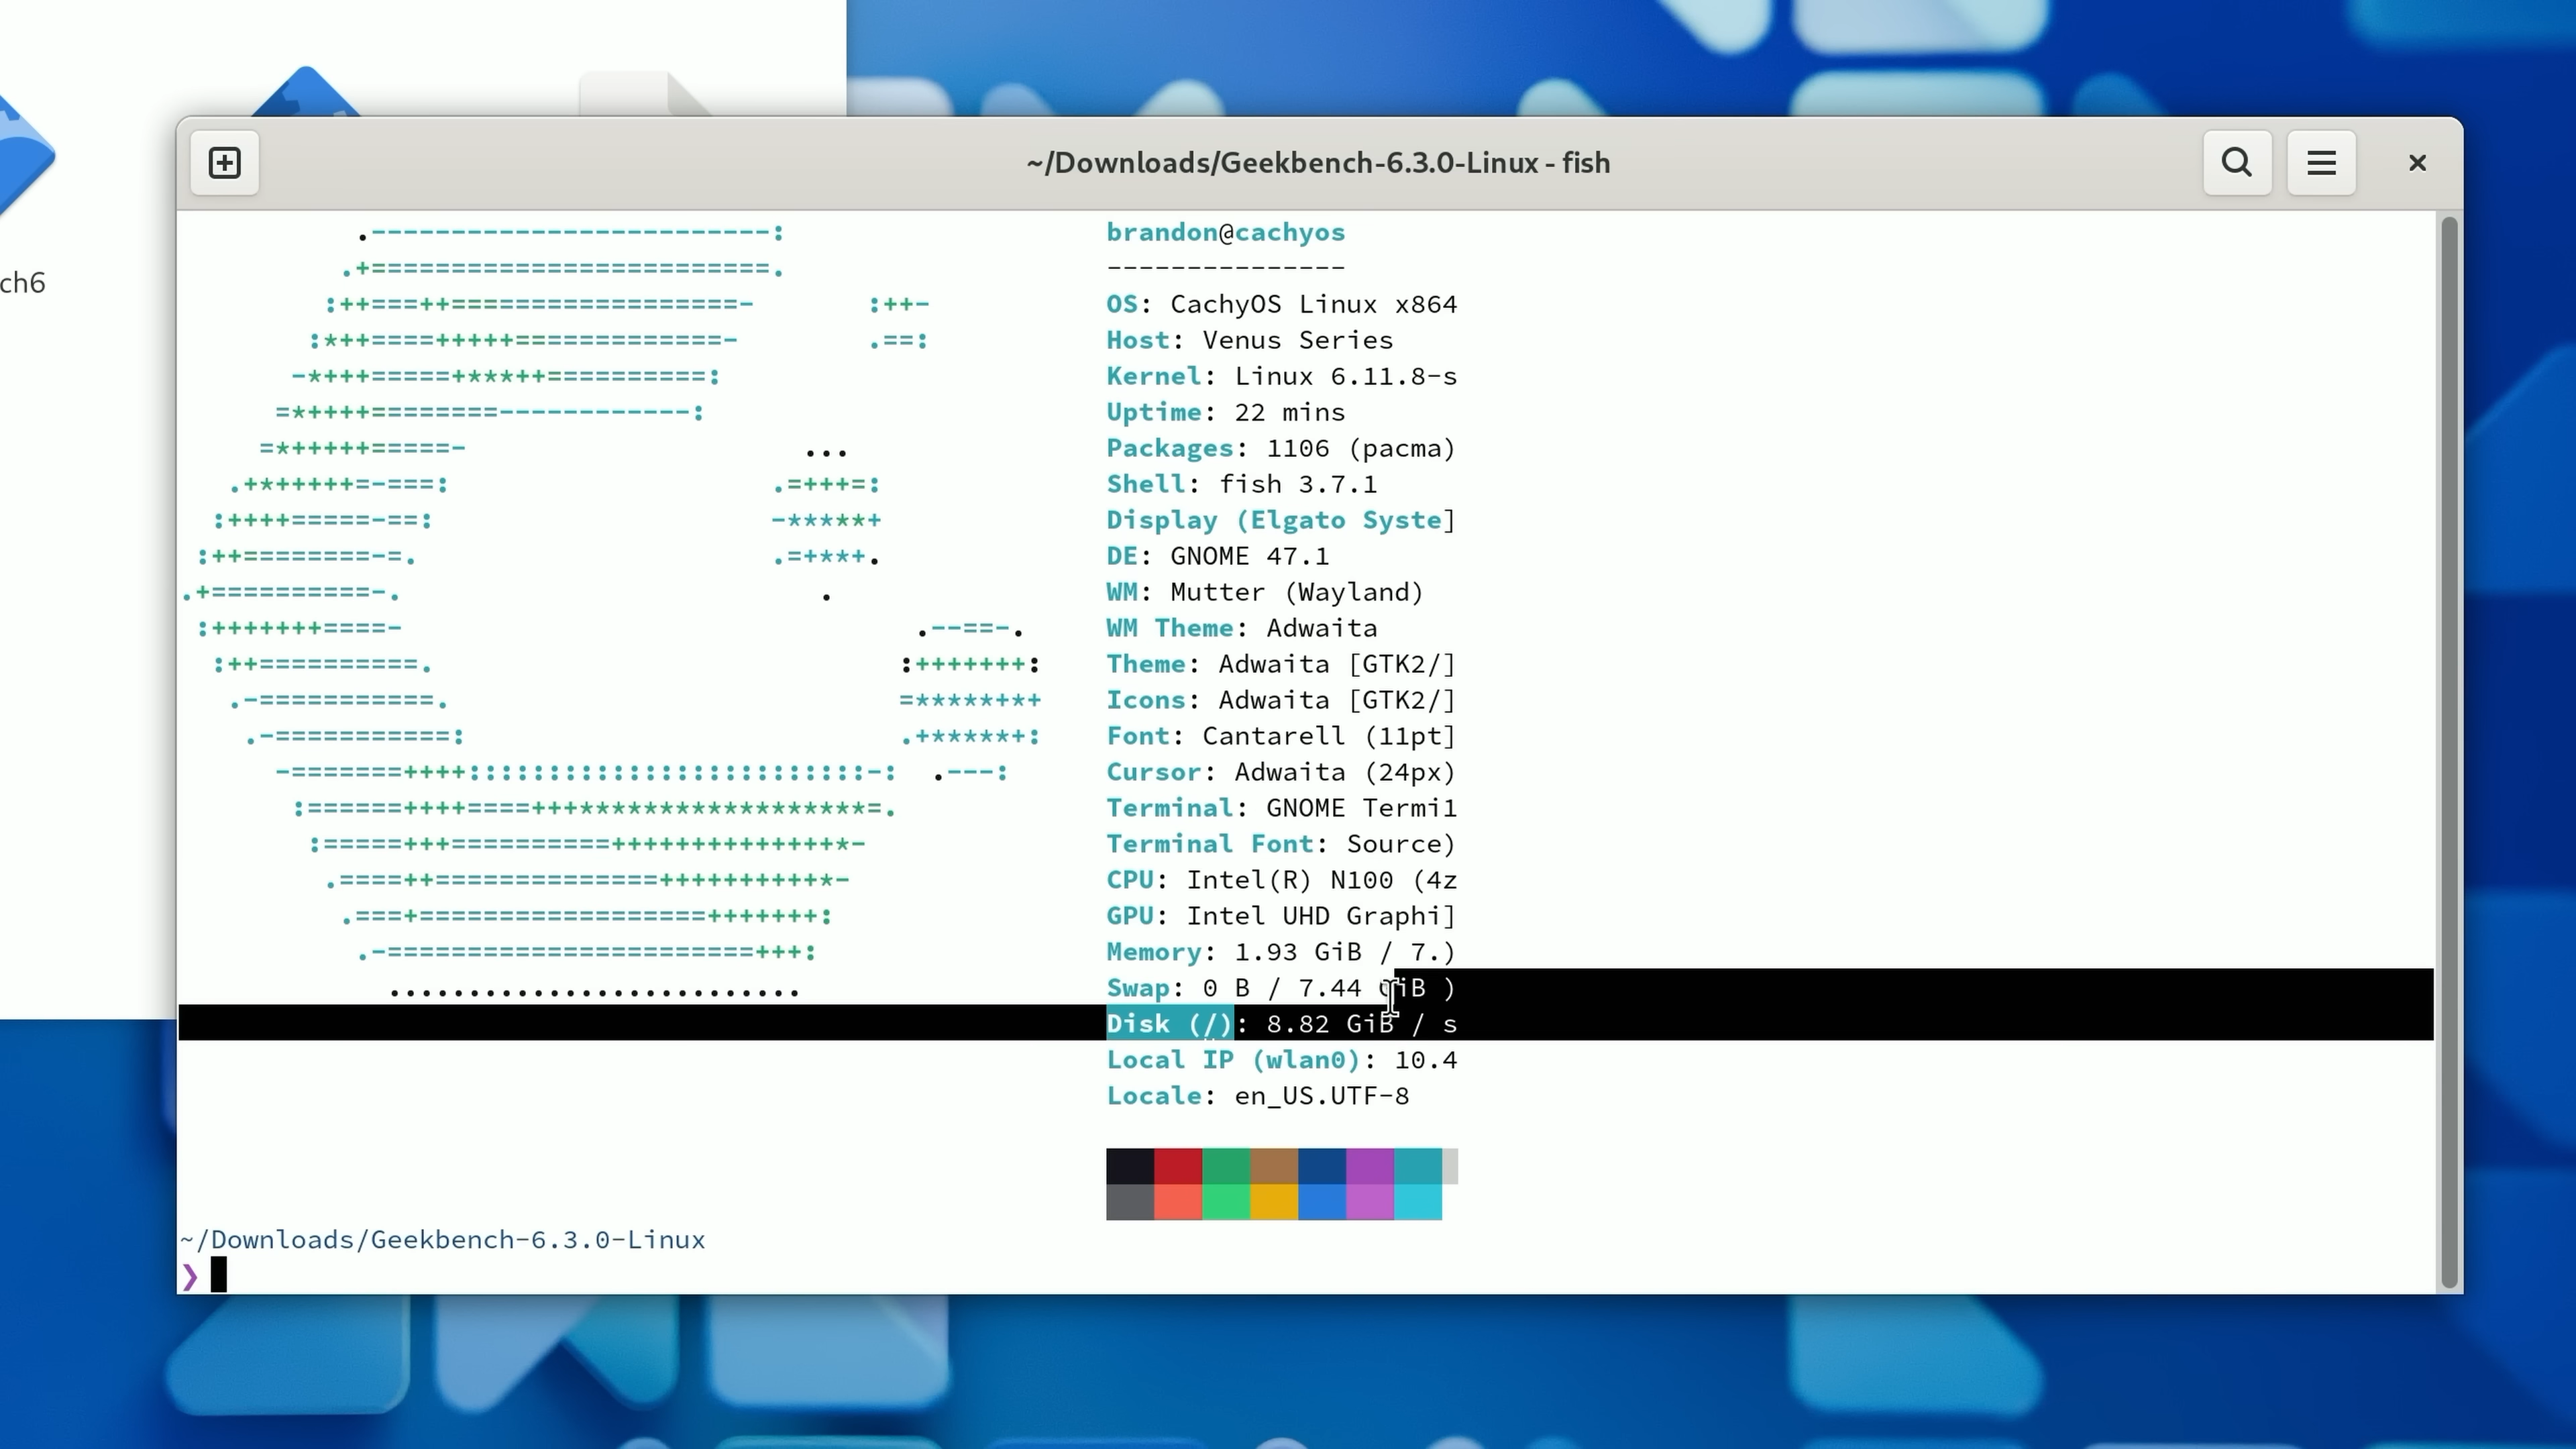 ~/Downloads/Geekbench-6.3.0-Linux - fish
ch6
brandon@cachyos
---------------
OS: CachyOS Linux x864
Host: Venus Series
Kernel: Linux 6.11.8-s
Uptime: 22 mins
Packages: 1106 (pacma)
Shell: fish 3.7.1
Display (Elgato Syste]
DE: GNOME 47.1
WM: Mutter (Wayland)
WM Theme: Adwaita
Theme: Adwaita [GTK2/]
Icons: Adwaita [GTK2/]
Font: Cantarell (11pt]
Cursor: Adwaita (24px)
Terminal: GNOME Termi1
Terminal Font: Source)
CPU: Intel(R) N100 (4z
GPU: Intel UHD Graphi]
Memory: 1.93 GiB / 7.)
Swap: 0 B / 7.44 GiB )
Disk (/): 8.82 GiB / s
Local IP (wlan0): 10.4
Locale: en_US.UTF-8
~/Downloads/Geekbench-6.3.0-Linux
❯